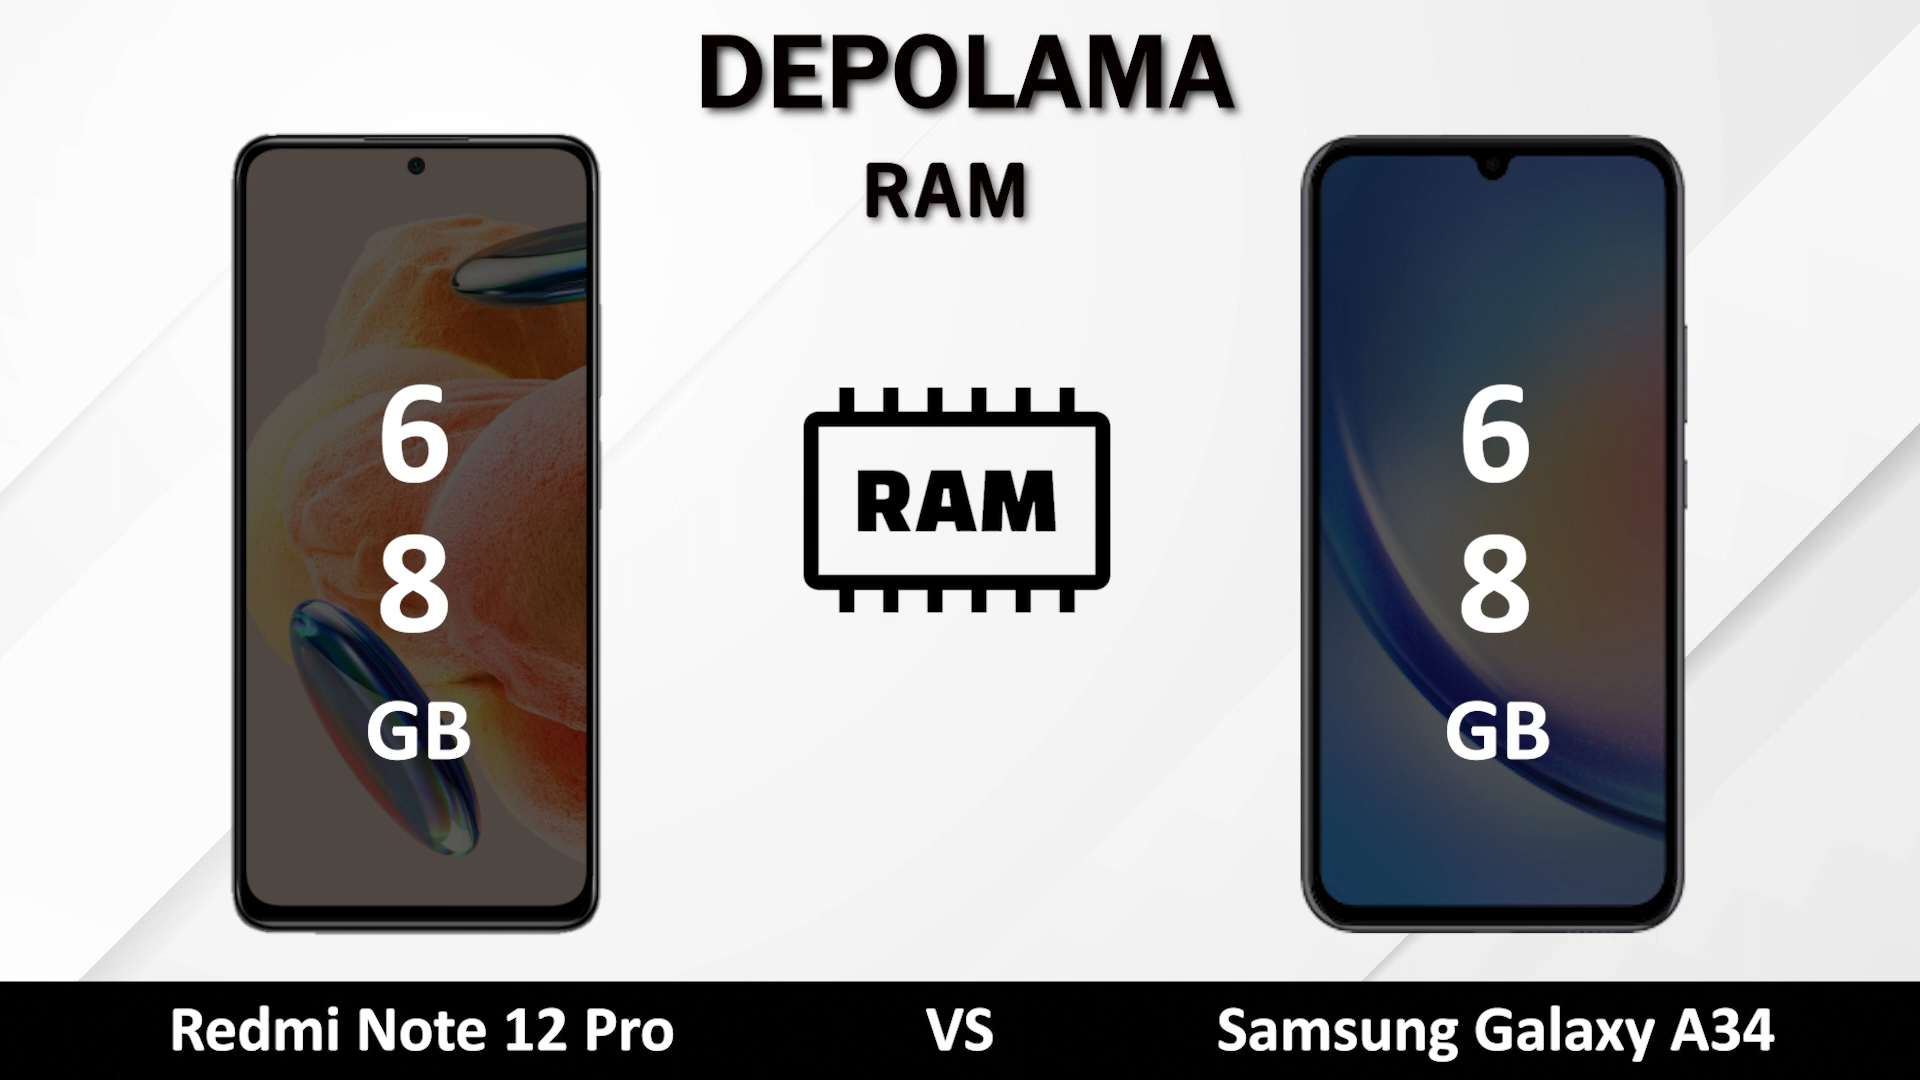 DEPOLAMA
RAM
6
8
GB
RAM
6
8
GB
Redmi Note 12 Pro
VS
Samsung Galaxy A34